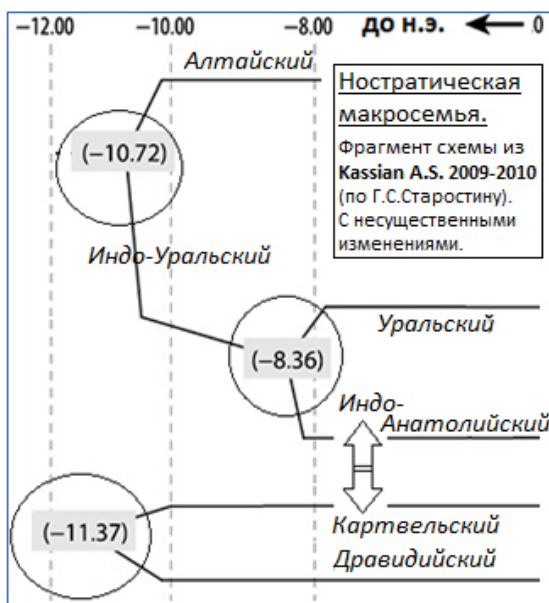 −12.00 −10.00 −8.00 до н.э. .0
Алтайский
Ностратическая
макросемья.
Фрагмент схемы из
Kassian A.S. 2009-2010
(по Г.С.Старостину).
С несущественными
изменениями.
(−10.72)
Индо-Уральский
Уральский
(−8.36)
Индо-
Анатолийский
(−11.37)
Картвельский
Дравидийский